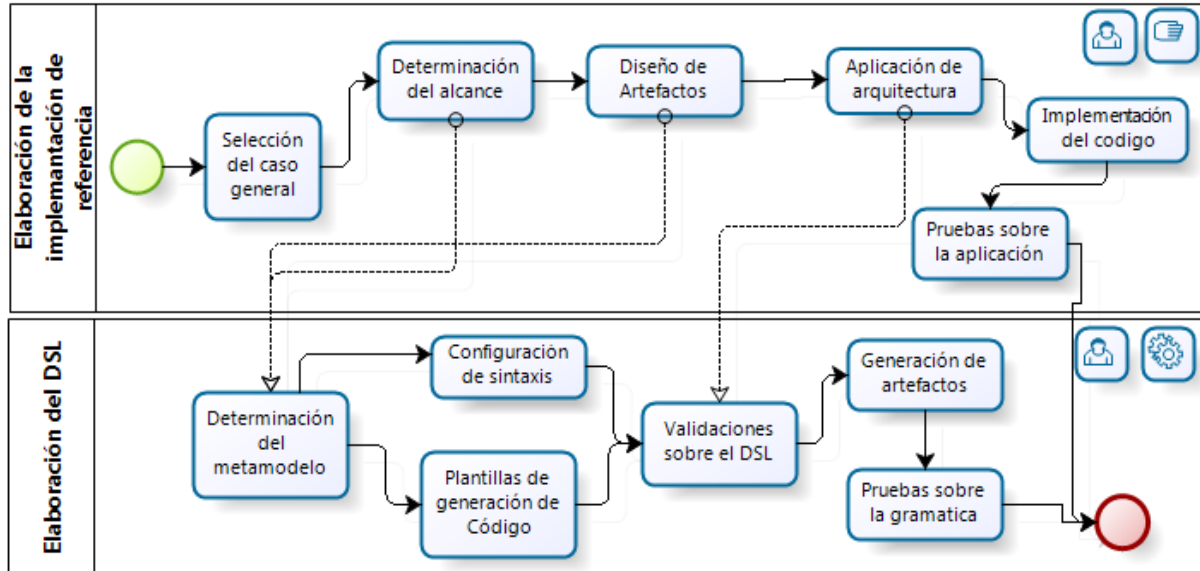 Elaboración de la
implemantación de
referencia
Selección
del caso
general
Determinación
del alcance
Diseño de
Artefactos
Aplicación de
arquitectura
Implementación
del codigo
Pruebas sobre
la aplicación
Elaboración del DSL
Determinación
del
metamodelo
Configuración
de sintaxis
Plantillas de
generación de
Código
Validaciones
sobre el DSL
Generación de
artefactos
Pruebas sobre
la gramatica